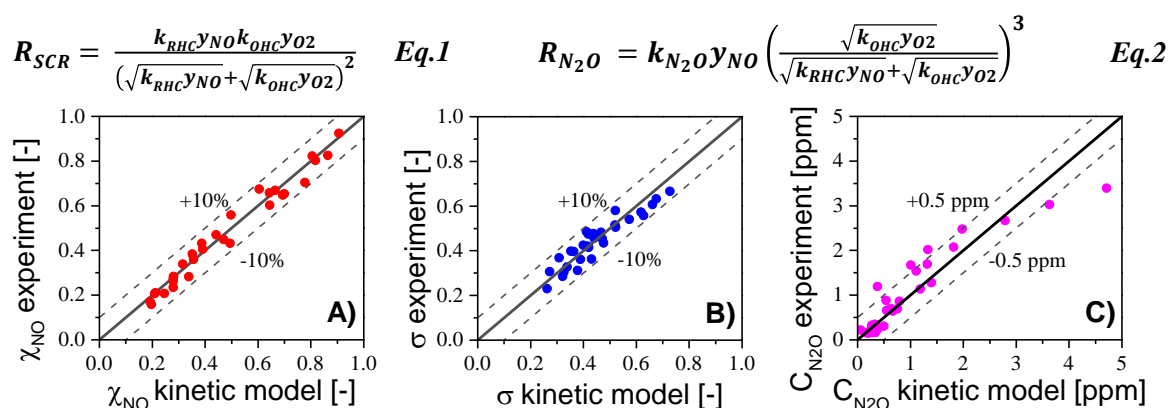 R_SCR = k_RHC y_NO k_OHC y_O2 / (√(k_RHC y_NO) + √(k_OHC y_O2))^2 Eq.1 R_N2O = k_N2O y_NO (√(k_OHC y_O2) / (√(k_RHC y_NO) + √(k_OHC y_O2)))^3 Eq.2
χ_NO experiment [-]
1.0
0.8
0.6
0.4
0.2
0.0
+10%
-10%
A)
0.0 0.2 0.4 0.6 0.8 1.0
χ_NO kinetic model [-]
σ experiment [-]
1.0
0.8
0.6
0.4
0.2
0.0
+10%
-10%
B)
0.0 0.2 0.4 0.6 0.8 1.0
σ kinetic model [-]
C_N2O experiment [ppm]
5
4
3
2
1
0
+0.5 ppm
-0.5 ppm
C)
0 1 2 3 4 5
C_N2O kinetic model [ppm]